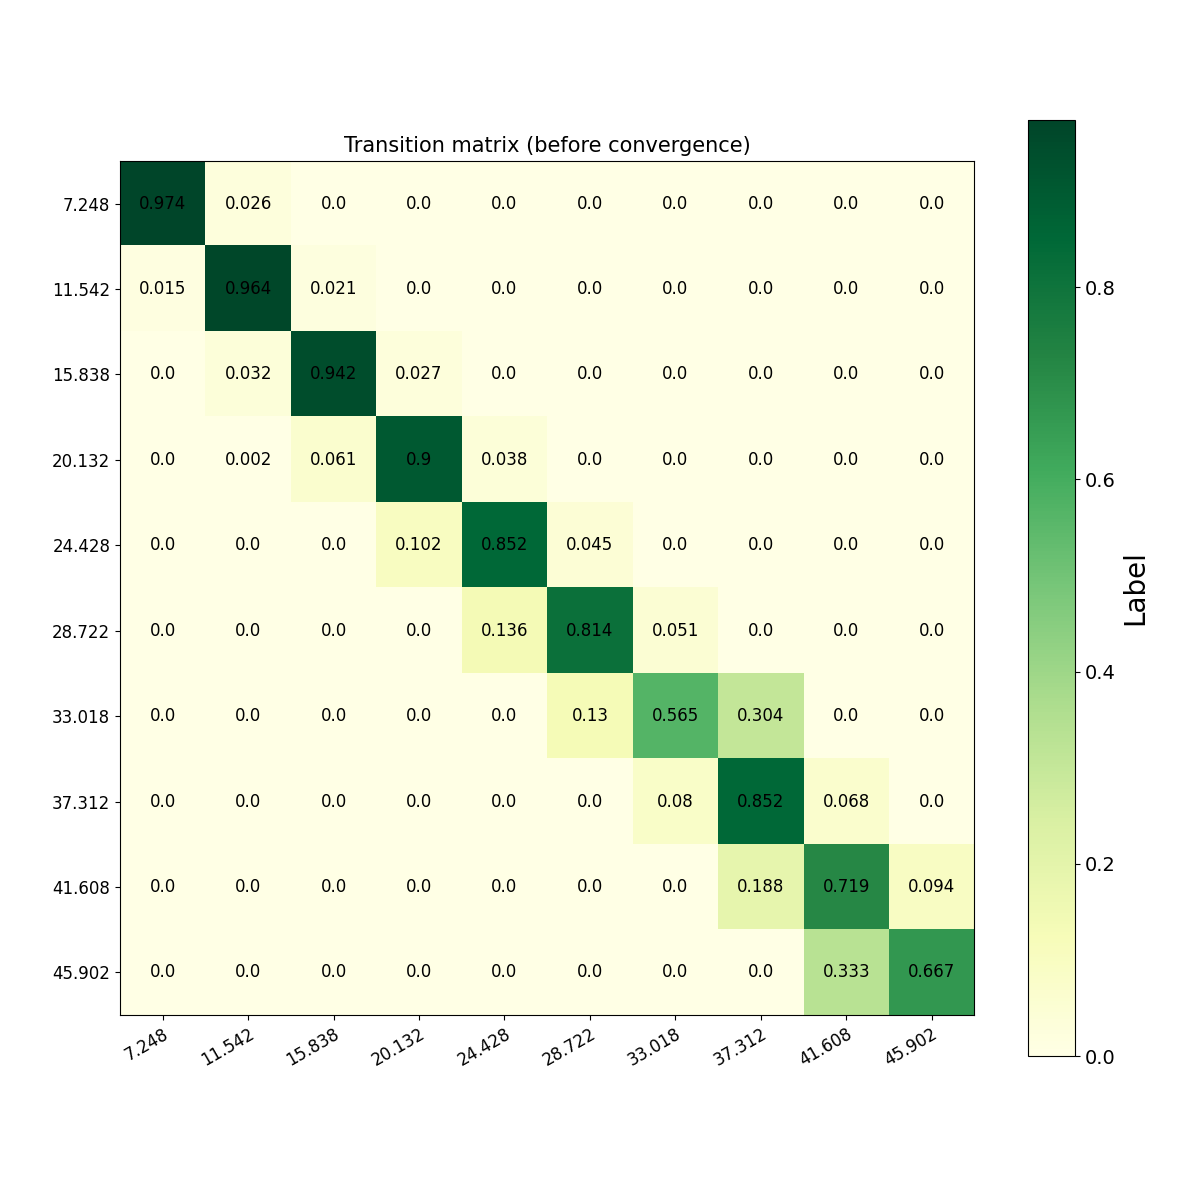 Transition matrix (before convergence)
7.248 0.974 0.026 0.0 0.0 0.0 0.0 0.0 0.0 0.0 0.0
11.542 0.015 0.964 0.021 0.0 0.0 0.0 0.0 0.0 0.0 0.0
15.838 0.0 0.032 0.942 0.027 0.0 0.0 0.0 0.0 0.0 0.0
20.132 0.0 0.002 0.061 0.9 0.038 0.0 0.0 0.0 0.0 0.0
24.428 0.0 0.0 0.0 0.102 0.852 0.045 0.0 0.0 0.0 0.0
28.722 0.0 0.0 0.0 0.0 0.136 0.814 0.051 0.0 0.0 0.0
33.018 0.0 0.0 0.0 0.0 0.0 0.13 0.565 0.304 0.0 0.0
37.312 0.0 0.0 0.0 0.0 0.0 0.0 0.08 0.852 0.068 0.0
41.608 0.0 0.0 0.0 0.0 0.0 0.0 0.0 0.188 0.719 0.094
45.902 0.0 0.0 0.0 0.0 0.0 0.0 0.0 0.0 0.333 0.667
7.248 11.542 15.838 20.132 24.428 28.722 33.018 37.312 41.608 45.902
0.8
0.6
0.4
0.2
0.0
Label